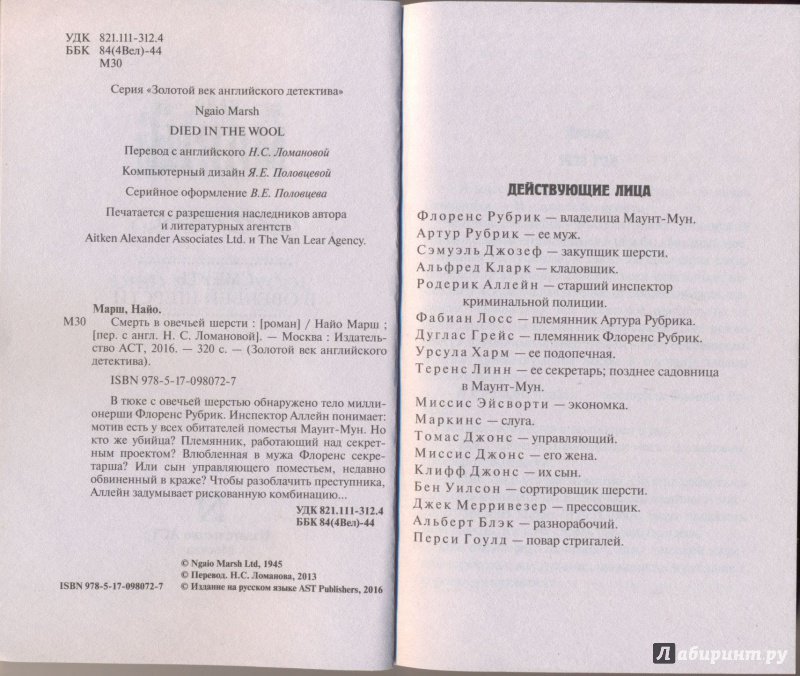 УДК 821.111-312.4
ББК 84(4Вел)-44
М30
Серия «Золотой век английского детектива»
Ngaio Marsh
DIED IN THE WOOL
Перевод с английского Н.С. Ломановой
Компьютерный дизайн Я.Е. Половцевой
Серийное оформление В.Е. Половцева
Печатается с разрешения наследников автора
и литературных агентств
Aitken Alexander Associates Ltd. и The Van Lear Agency.
Марш, Найо.
М30 Смерть в овечьей шерсти : [роман] / Найо Марш ;
[пер. с англ. Н. С. Ломановой]. — Москва : Издатель-
ство АСТ, 2016. — 320 с. — (Золотой век английского
детектива).
ISBN 978-5-17-098072-7
В тюке с овечьей шерстью обнаружено тело милли-
онерши Флоренс Рубрик. Инспектор Аллейн понимает:
мотив есть у всех обитателей поместья Маунт-Мун. Но
кто же убийца? Племянник, работающий над секрет-
ным проектом? Влюбленная в мужа Флоренс секре-
тарша? Или сын управляющего поместьем, недавно
обвиненный в краже? Чтобы разоблачить преступника,
Аллейн задумывает рискованную комбинацию...
УДК 821.111-312.4
ББК 84(4Вел)-44
© Ngaio Marsh Ltd, 1945
© Перевод. Н.С. Ломанова, 2013
ISBN 978-5-17-098072-7 © Издание на русском языке AST Publishers, 2016
ДЕЙСТВУЮЩИЕ ЛИЦА
Флоренс Рубрик — владелица Маунт-Мун.
Артур Рубрик — ее муж.
Сэмуэль Джозеф — закупщик шерсти.
Альфред Кларк — кладовщик.
Родерик Аллейн — старший инспектор
криминальной полиции.
Фабиан Лосс — племянник Артура Рубрика.
Дуглас Грейс — племянник Флоренс Рубрик.
Урсула Харм — ее подопечная.
Теренс Линн — ее секретарь; позднее садовница
в Маунт-Мун.
Миссис Эйсворти — экономка.
Маркинс — слуга.
Томас Джонс — управляющий.
Миссис Джонс — его жена.
Клифф Джонс — их сын.
Бен Уилсон — сортировщик шерсти.
Джек Мерривезер — прессовщик.
Альберт Блэк — разнорабочий.
Перси Гоулд — повар стригалей.
Лабиринт.ру